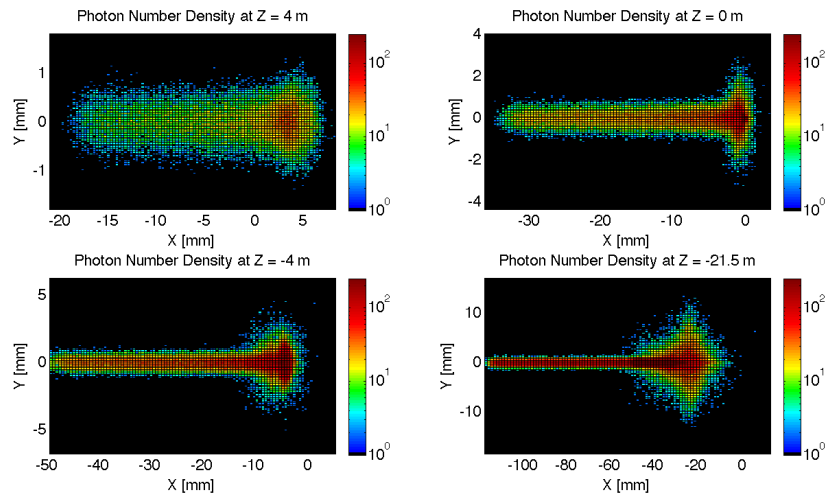 Photon Number Density at Z = 4 m
Photon Number Density at Z = 0 m
Y [mm]
1
0
-1
-20 -15 -10 -5 0 5
X [mm]
10^2
10^1
10^0
Y [mm]
4
2
0
-2
-4
-30 -20 -10 0
X [mm]
10^2
10^1
10^0
Photon Number Density at Z = -4 m
Photon Number Density at Z = -21.5 m
Y [mm]
5
0
-5
-50 -40 -30 -20 -10 0
X [mm]
10^2
10^1
10^0
Y [mm]
10
0
-10
-100 -80 -60 -40 -20 0
X [mm]
10^2
10^1
10^0